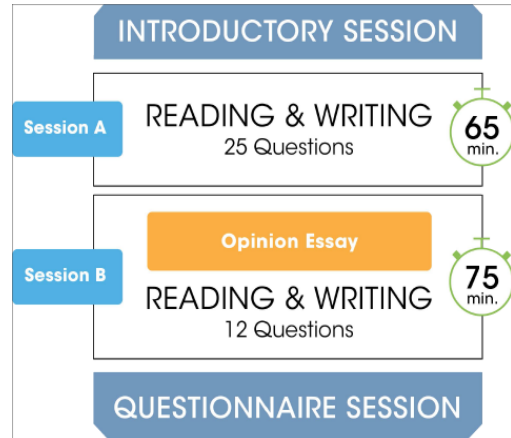 INTRODUCTORY SESSION
Session A
READING & WRITING
25 Questions
65
min.
Session B
Opinion Essay
READING & WRITING
12 Questions
75
min.
QUESTIONNAIRE SESSION